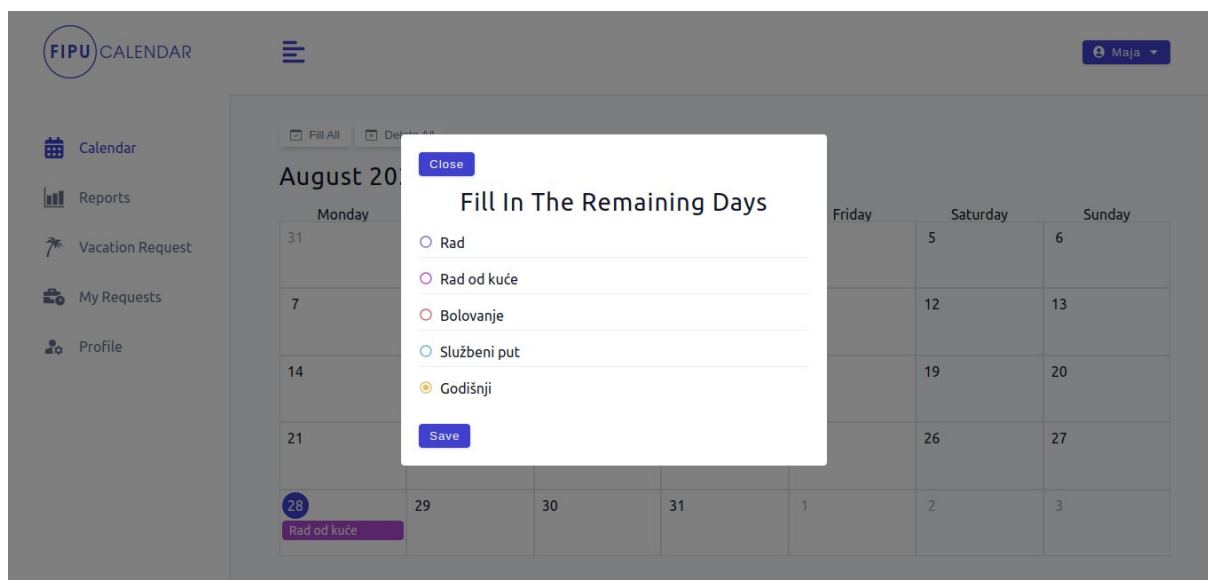 FIPU CALENDAR
Maja
Calendar
Reports
Vacation Request
My Requests
Profile
Fill All
August
Monday Friday Saturday Sunday
31 5 6
7 12 13
14 19 20
21 26 27
28 29 30 31 1 2 3
Rad od kuće
Close
Fill In The Remaining Days
Rad
Rad od kuće
Bolovanje
Službeni put
Godišnji
Save